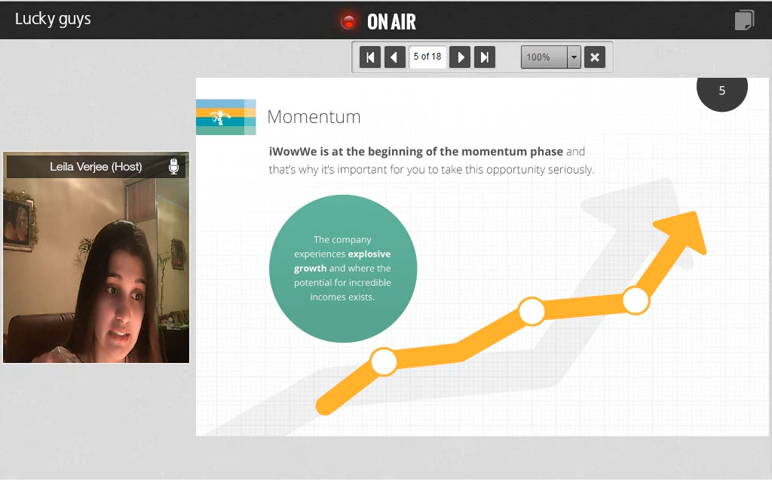 Lucky guys
ON AIR
5 of 18
100%
5
Momentum
iWowWe is at the beginning of the momentum phase and
that's why it's important for you to take this opportunity seriously.
Leila Verjee (Host)
The company
experiences explosive
growth and where the
potential for incredible
incomes exists.